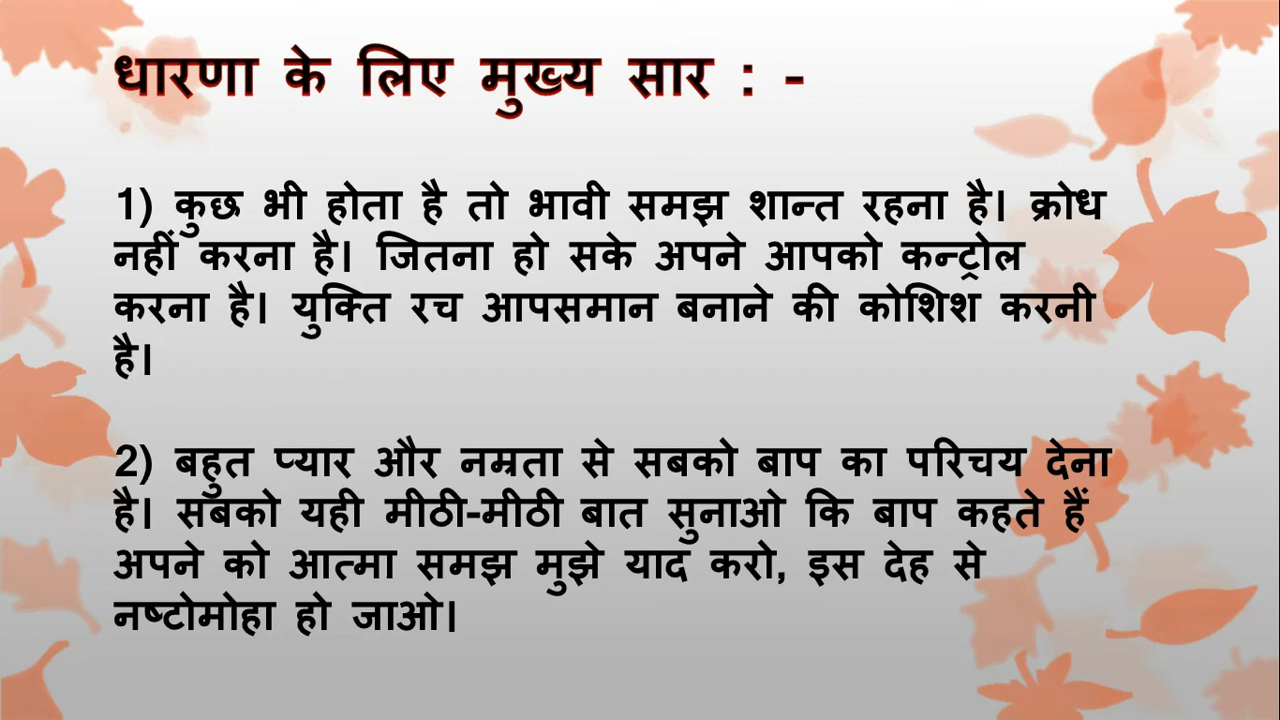 धारणा के लिए मुख्य सार : -
1) कुछ भी होता है तो भावी समझ शान्त रहना है। क्रोध
नहीं करना है। जितना हो सके अपने आपको कन्ट्रोल
करना है। युक्ति रच आपसमान बनाने की कोशिश करनी
है।
2) बहुत प्यार और नम्रता से सबको बाप का परिचय देना
है। सबको यही मीठी-मीठी बात सुनाओ कि बाप कहते हैं
अपने को आत्मा समझ मुझे याद करो, इस देह से
नष्टोमोहा हो जाओ।